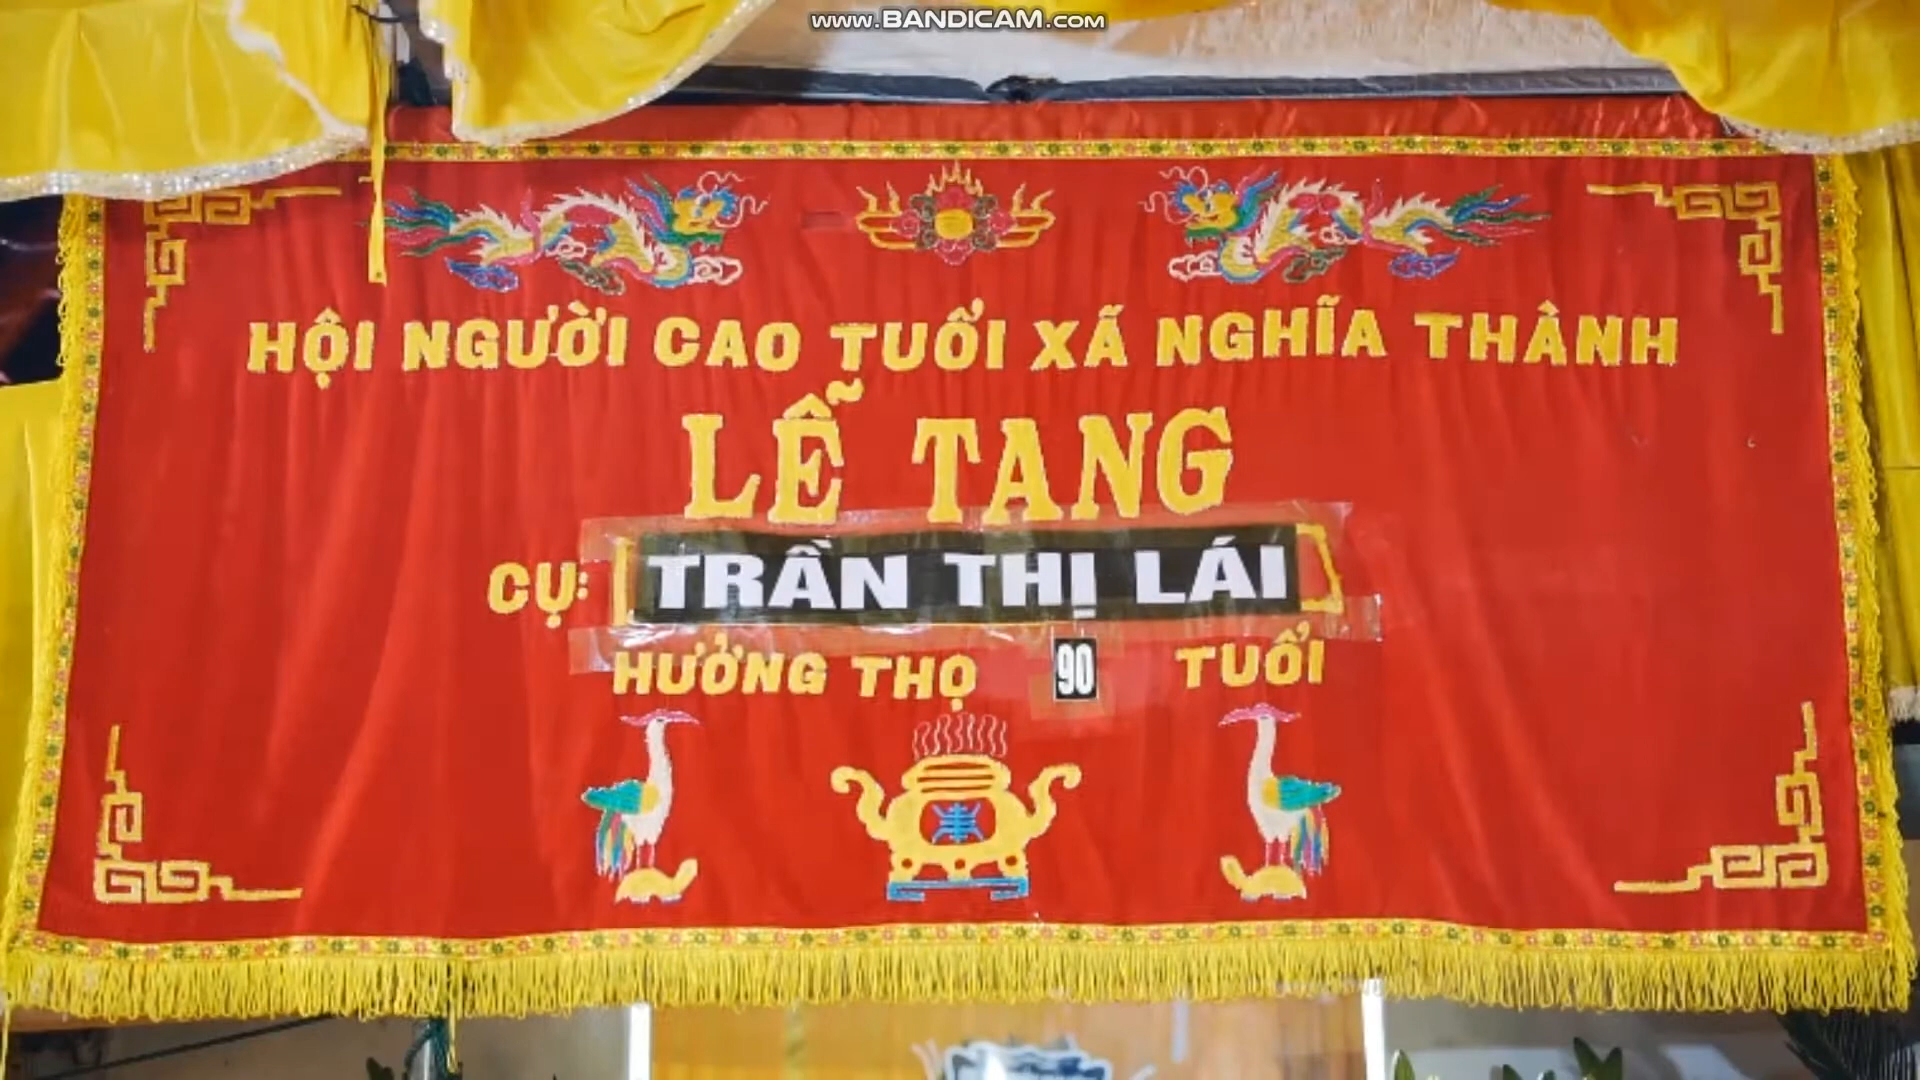 www.BANDICAM.com
HỘI NGƯỜI CAO TUỔI XÃ NGHĨA THÀNH
LỄ TANG
CỤ: TRẦN THỊ LÁI
HƯỞNG THỌ 90 TUỔI